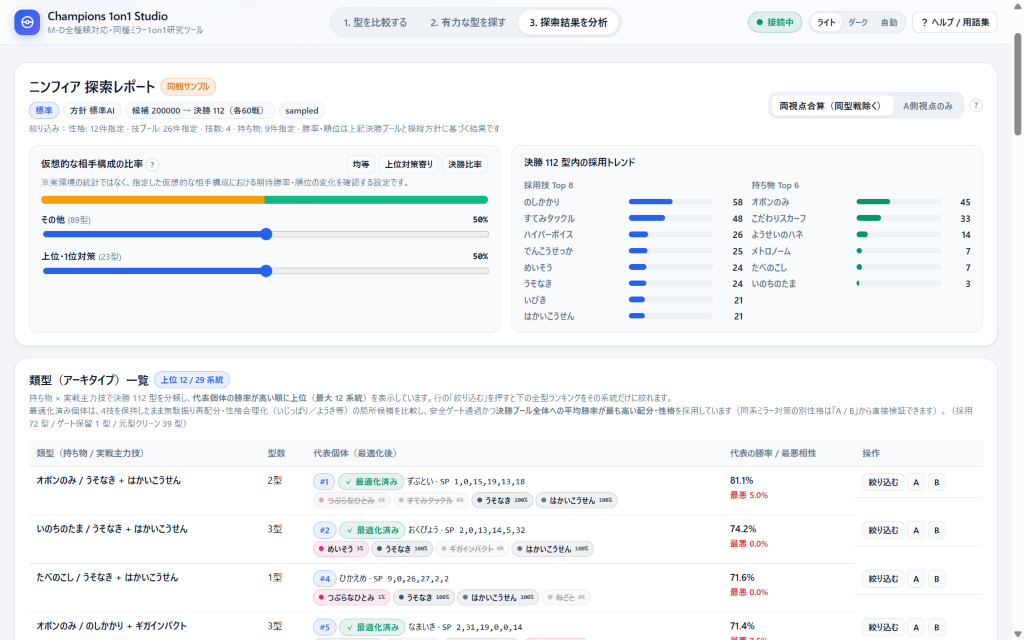 Champions 1on1 Studio
M-D全種類対応・同種ミラー1on1研究ツール
1. 型を比較する 2. 有力な型を探す 3. 探索結果を分析
接続中 ライト ダーク 自動 ? ヘルプ / 用語集
ニンフィア 探索レポート 同梱サンプル
標準 方針 標準AI 候補 200000 → 決勝 112（各60戦） sampled
絞り込み：性格: 12件指定 · 技プール: 26件指定 · 技数: 4 · 持ち物: 9件指定 · 勝率・順位は上記決勝プールと操縦方針に基づく結果です
両視点合算（同型戦除く） A側視点のみ ?
仮想的な相手構成の比率 ? 均等 上位対策寄り 決勝比率
※実環境の統計ではなく、指定した仮想的な相手構成における期待勝率・順位の変化を確認する設定です。
その他 (89型) 50%
上位・1位対策 (23型) 50%
決勝 112 型内の採用トレンド
採用技 Top 8
のしかかり 58
すてみタックル 48
ハイパーボイス 26
でんこうせっか 25
めいそう 24
うそなき 24
いびき 21
はかいこうせん 21
持ち物 Top 6
オボンのみ 45
こだわりスカーフ 33
ようせいのハネ 14
メトロノーム 7
たべのこし 7
いのちのたま 3
類型（アーキタイプ）一覧 上位 12 / 29 系統
持ち物 × 実戦主力技で決勝 112 型を分類し、代表個体の勝率が高い順に上位（最大 12 系統）を表示しています。行の「絞り込む」を押すと下の全型ランキングをその系統だけに絞れます。
最適化済み個体は、4技を保持したまま無駄振り再配分・性格合理化（いじっぱり／ようき等）の局所候補を比較し、安全ゲート通過かつ決勝プール全体への平均勝率が最も高い配分・性格を採用しています（同系ミラー対策の別性格は「A / B」から直接検証できます）。（採用
72 型 / ゲート保留 1 型 / 元型クリーン 39 型）
類型（持ち物 / 実戦主力技） 型数 代表個体（最適化後） 代表の勝率 / 最悪相性 操作
オボンのみ / うそなき + はかいこうせん 2型 #1 ✓ 最適化済み ずぶとい · SP 1,0,15,19,13,18 81.1% 絞り込む A B
つぶらなひとみ 0% すてみタックル 0% うそなき 100% はかいこうせん 100% 最悪 5.0%
いのちのたま / うそなき + はかいこうせん 3型 #2 ✓ 最適化済み おくびょう · SP 2,0,13,14,5,32 74.2% 絞り込む A B
めいそう 3% うそなき 100% ギガインパクト 0% はかいこうせん 100% 最悪 0.0%
たべのこし / うそなき + はかいこうせん 1型 #4 ひかえめ · SP 9,0,26,27,2,2 71.6% 絞り込む A B
つぶらなひとみ 1% うそなき 100% はかいこうせん 100% ねごと 0% 最悪 0.0%
オボンのみ / のしかかり + ギガインパクト 3型 #5 ✓ 最適化済み なまいき · SP 2,31,19,0,0,14 71.4% 絞り込む A B